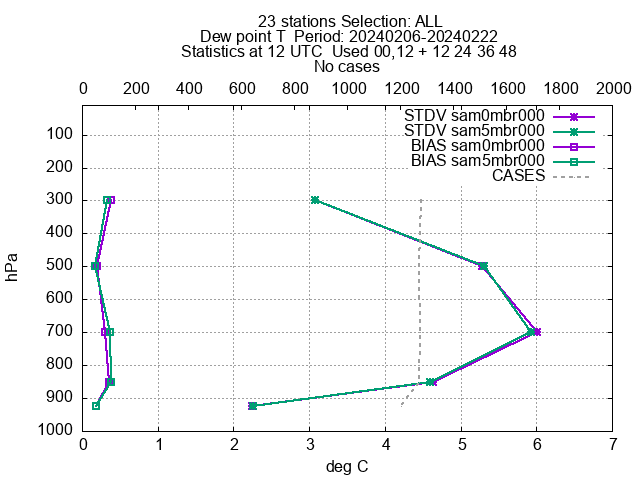 23 stations Selection: ALL
Dew point T  Period: 20240206-20240222
Statistics at 12 UTC  Used 00,12 + 12 24 36 48
No cases
0 200 400 600 800 1000 1200 1400 1600 1800 2000
STDV sam0mbr000
STDV sam5mbr000
BIAS sam0mbr000
BIAS sam5mbr000
CASES
100
200
300
400
500
600
700
800
900
1000
hPa
0 1 2 3 4 5 6 7
deg C